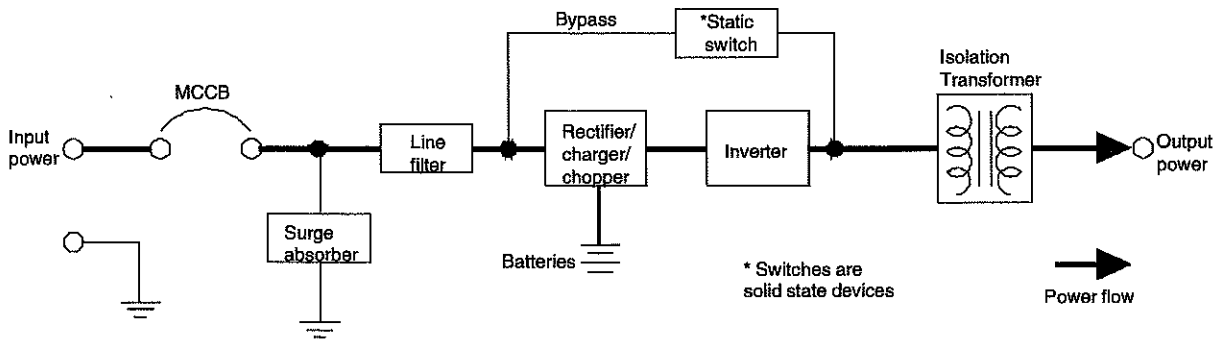 Bypass
*Static
switch
Isolation
Transformer
MCCB
Input
power
Line
filter
Rectifier/
charger/
chopper
Inverter
Output
power
Surge
absorber
Batteries
* Switches are
solid state devices
Power flow